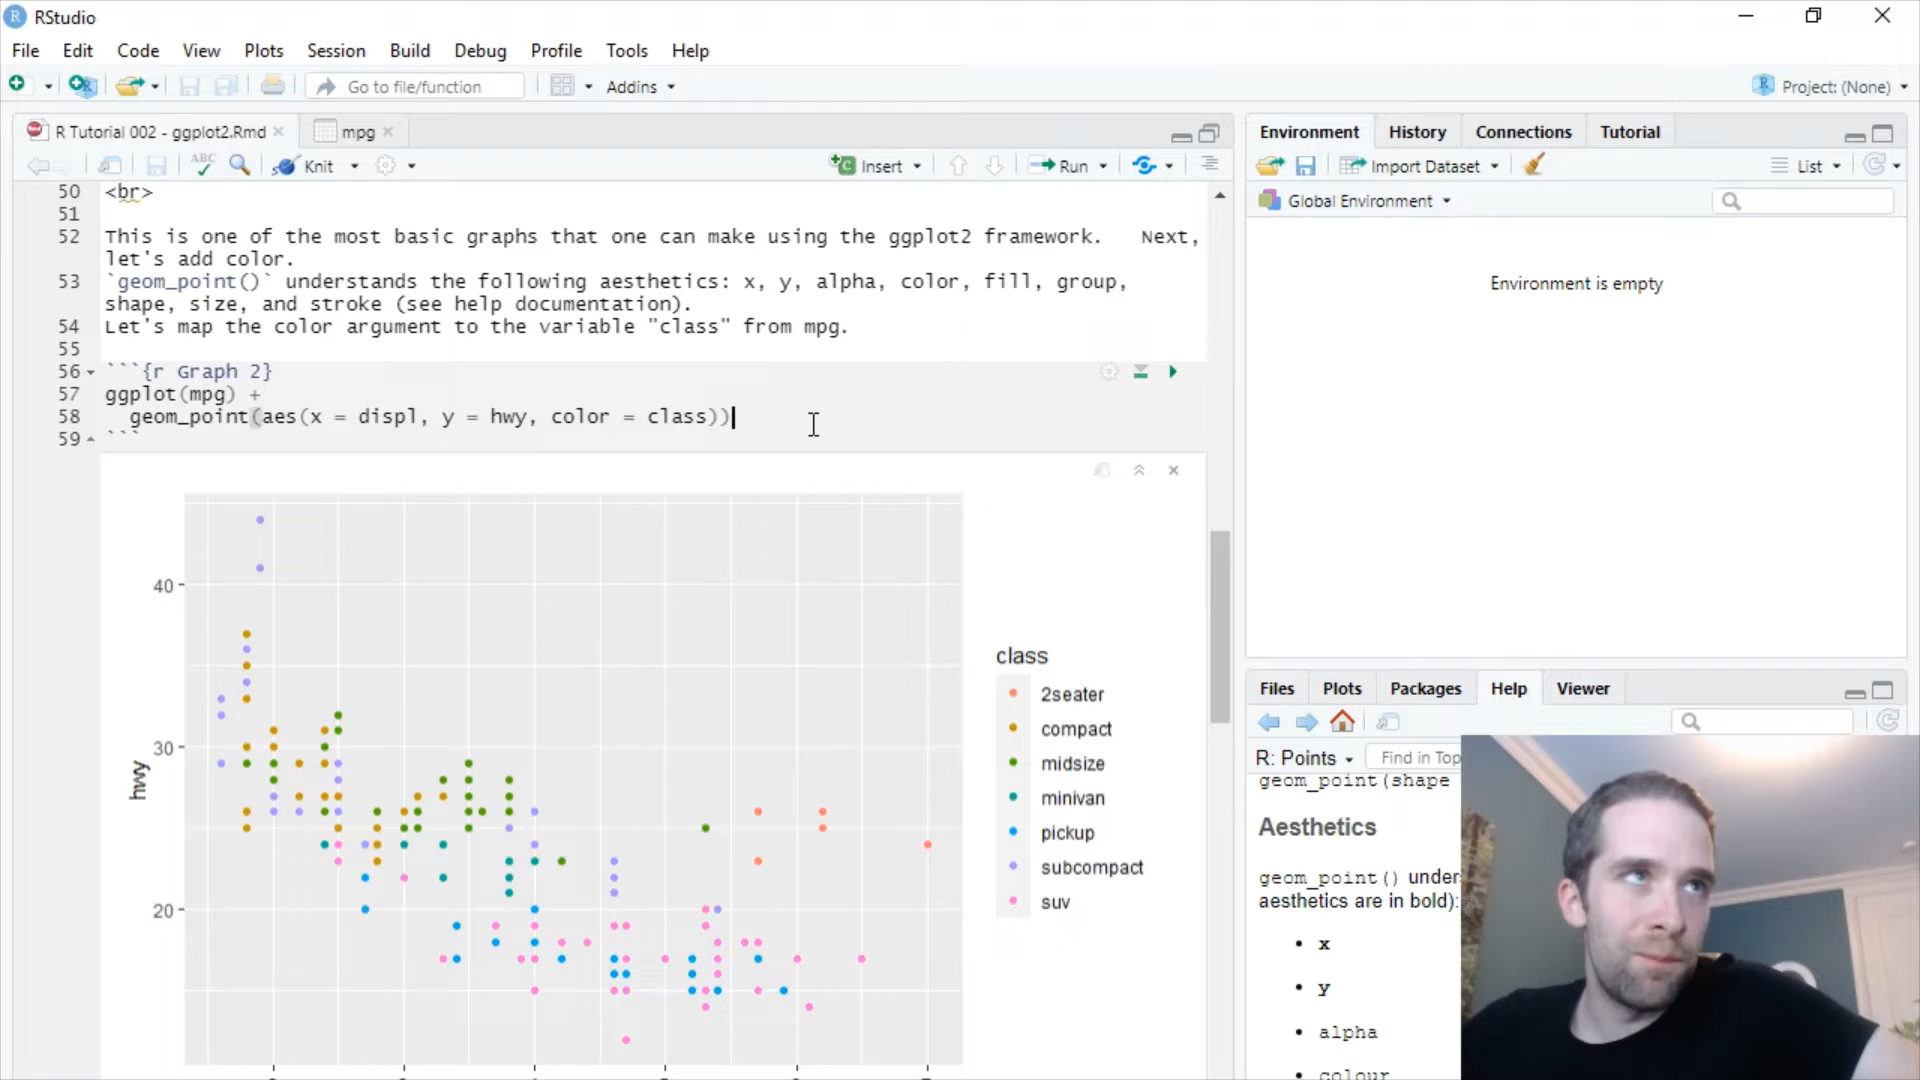 RStudio
File Edit Code View Plots Session Build Debug Profile Tools Help
Go to file/function Addins Project: (None)
R Tutorial 002 - ggplot2.Rmd mpg
ABC Knit Insert Run
50 <br>
51
52 This is one of the most basic graphs that one can make using the ggplot2 framework. Next,
let's add color.
53 `geom_point()` understands the following aesthetics: x, y, alpha, color, fill, group,
shape, size, and stroke (see help documentation).
54 Let's map the color argument to the variable "class" from mpg.
55
56 ```{r Graph 2}
57 ggplot(mpg) +
58 geom_point(aes(x = displ, y = hwy, color = class))
59 ```
40
30
20
hwy
class
2seater
compact
midsize
minivan
pickup
subcompact
suv
Environment History Connections Tutorial
Import Dataset List
Global Environment
Environment is empty
Files Plots Packages Help Viewer
R: Points Find in Top
geom_point(shape
Aesthetics
geom_point() under
aesthetics are in bold):
• x
• y
• alpha
• colour